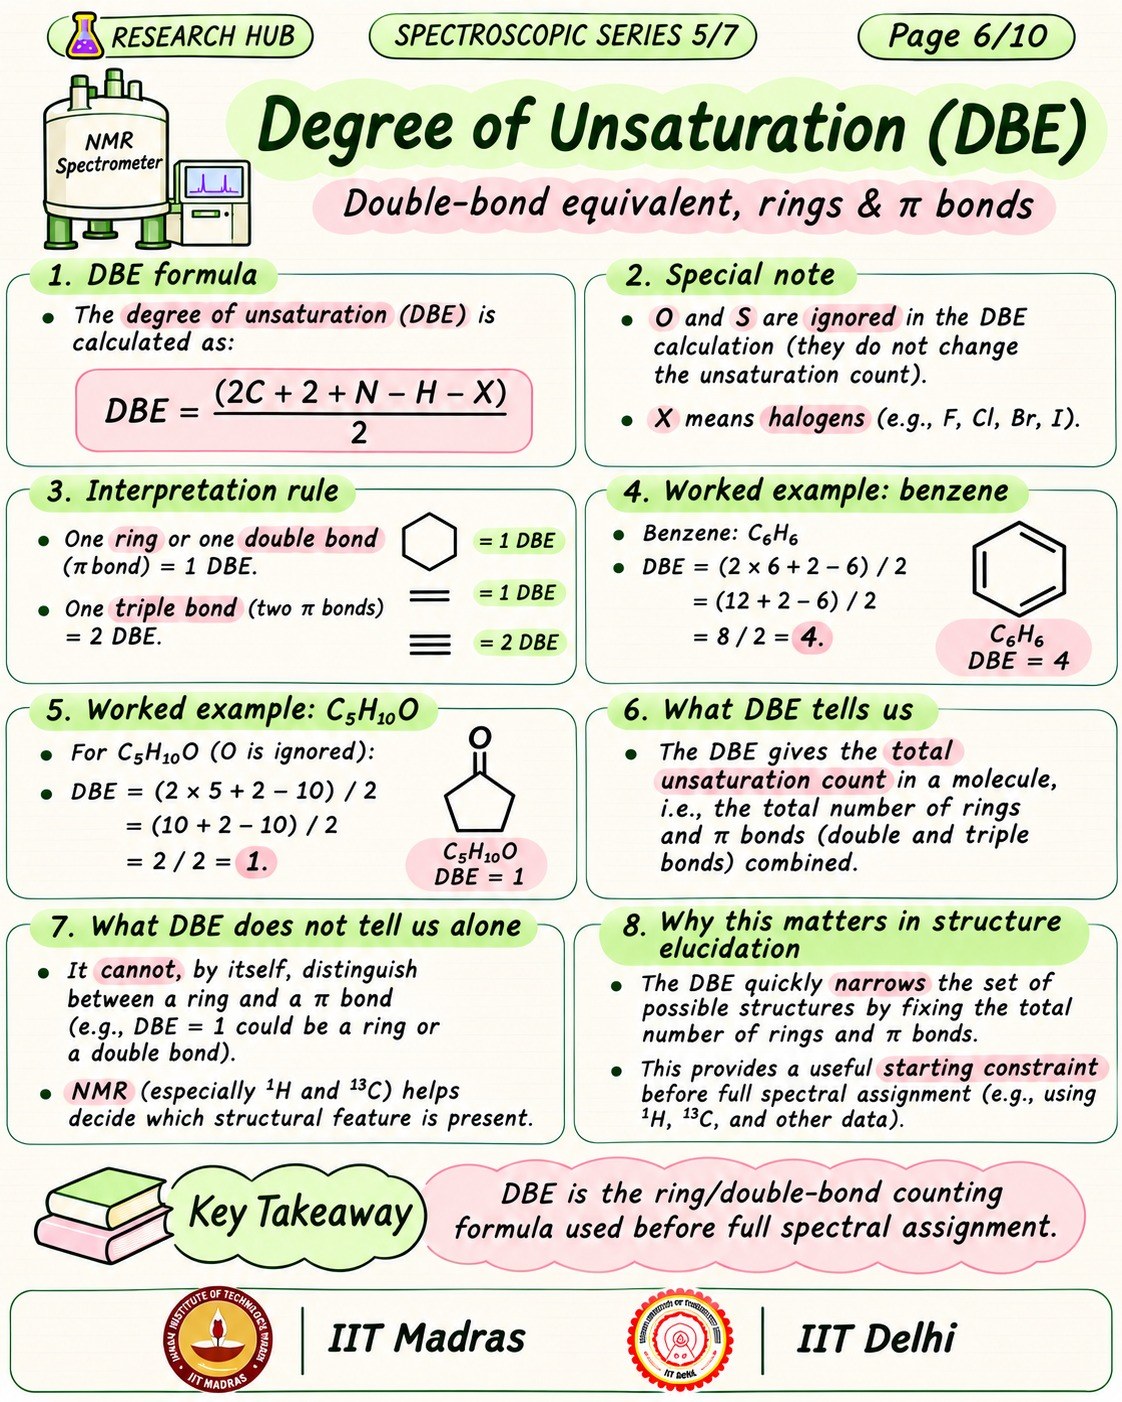 RESEARCH HUB
SPECTROSCOPIC SERIES 5/7
Page 6/10
NMR
Spectrometer
Degree of Unsaturation (DBE)
Double-bond equivalent, rings & π bonds
1. DBE formula
• The degree of unsaturation (DBE) is
calculated as:
DBE = (2C + 2 + N – H – X) / 2
2. Special note
• O and S are ignored in the DBE
calculation (they do not change
the unsaturation count).
• X means halogens (e.g., F, Cl, Br, I).
3. Interpretation rule
• One ring or one double bond
(π bond) = 1 DBE.
• One triple bond (two π bonds)
= 2 DBE.
= 1 DBE
= 1 DBE
= 2 DBE
4. Worked example: benzene
• Benzene: C₆H₆
• DBE = (2 × 6 + 2 – 6) / 2
= (12 + 2 – 6) / 2
= 8 / 2 = 4.
C₆H₆
DBE = 4
5. Worked example: C₅H₁₀O
• For C₅H₁₀O (O is ignored):
• DBE = (2 × 5 + 2 – 10) / 2
= (10 + 2 – 10) / 2
= 2 / 2 = 1.
O
C₅H₁₀O
DBE = 1
6. What DBE tells us
• The DBE gives the total
unsaturation count in a molecule,
i.e., the total number of rings
and π bonds (double and triple
bonds) combined.
7. What DBE does not tell us alone
• It cannot, by itself, distinguish
between a ring and a π bond
(e.g., DBE = 1 could be a ring or
a double bond).
• NMR (especially ¹H and ¹³C) helps
decide which structural feature is present.
8. Why this matters in structure
elucidation
• The DBE quickly narrows the set of
possible structures by fixing the total
number of rings and π bonds.
• This provides a useful starting constraint
before full spectral assignment (e.g., using
¹H, ¹³C, and other data).
Key Takeaway
DBE is the ring/double-bond counting
formula used before full spectral assignment.
INSTITUTE OF TECHNOLOGY
IIT MADRAS
IIT Madras
IIT Delhi